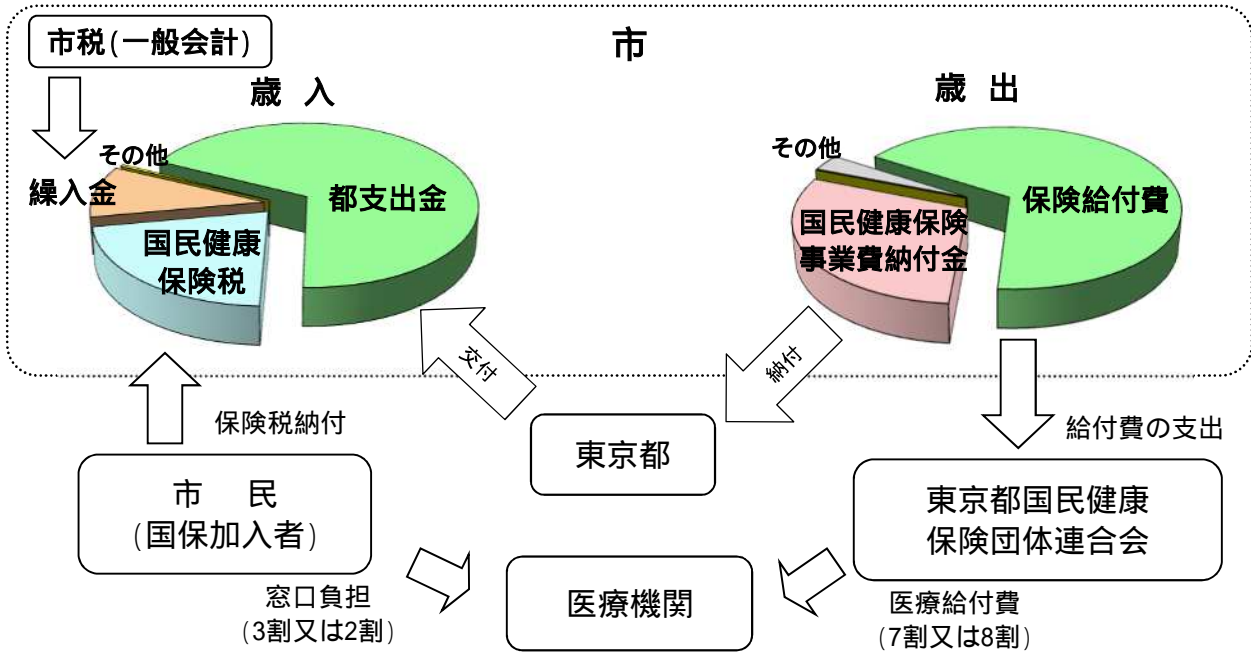 市税(一般会計)
市
歳 入
歳 出
その他
繰入金
都支出金
国民健康
保険税
その他
保険給付費
国民健康保険
事業費納付金
交付
納付
保険税納付
東京都
給付費の支出
市 民
(国保加入者)
東京都国民健康
保険団体連合会
医療機関
窓口負担
(3割又は2割)
医療給付費
(7割又は8割)